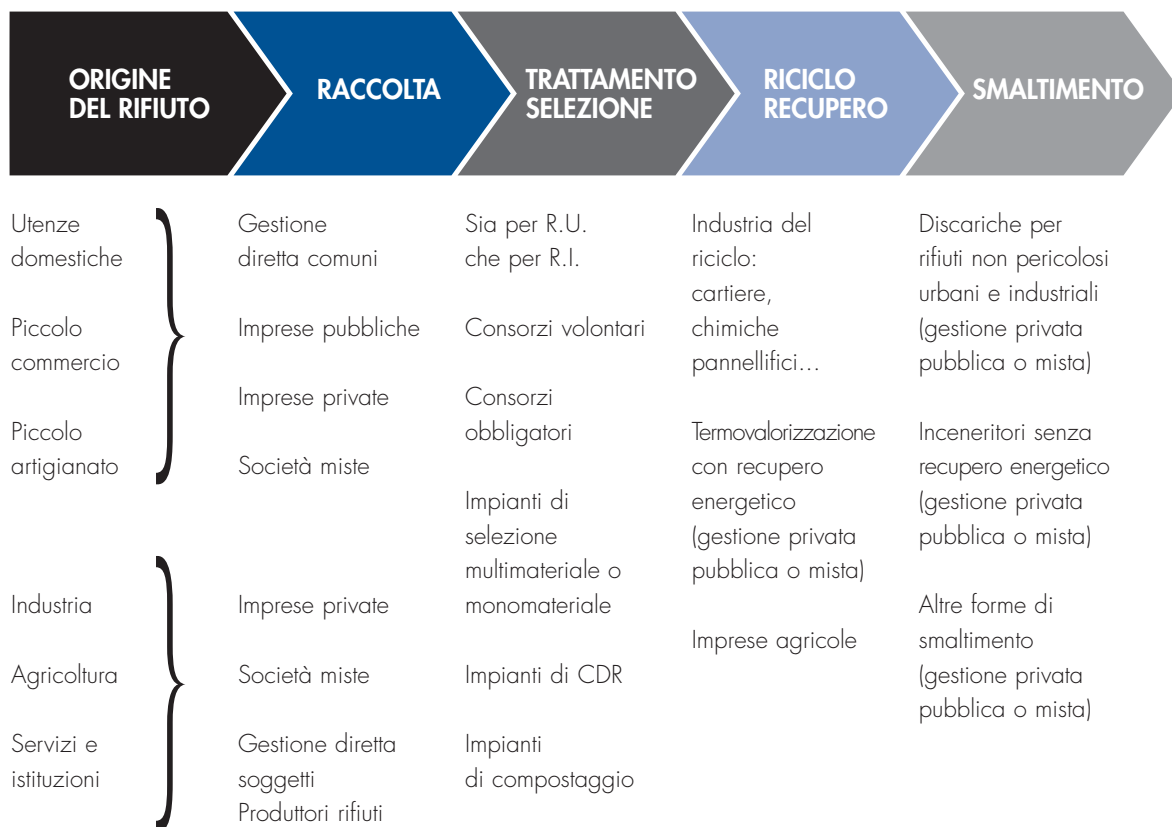 ORIGINE
DEL RIFIUTO
RACCOLTA
TRATTAMENTO
SELEZIONE
RICICLO
RECUPERO
SMALTIMENTO
Utenze
domestiche
Piccolo
commercio
Piccolo
artigianato
Industria
Agricoltura
Servizi e
istituzioni
Gestione
diretta comuni
Imprese pubbliche
Imprese private
Società miste
Imprese private
Società miste
Gestione diretta
soggetti
Produttori rifiuti
Sia per R.U.
che per R.I.
Consorzi volontari
Consorzi
obbligatori
Impianti di
selezione
multimateriale o
monomateriale
Impianti di CDR
Impianti
di compostaggio
Industria del
riciclo:
cartiere,
chimiche
pannellifici...
Termovalorizzazione
con recupero
energetico
(gestione privata
pubblica o mista)
Imprese agricole
Discariche per
rifiuti non pericolosi
urbani e industriali
(gestione privata
pubblica o mista)
Inceneritori senza
recupero energetico
(gestione privata
pubblica o mista)
Altre forme di
smaltimento
(gestione privata
pubblica o mista)